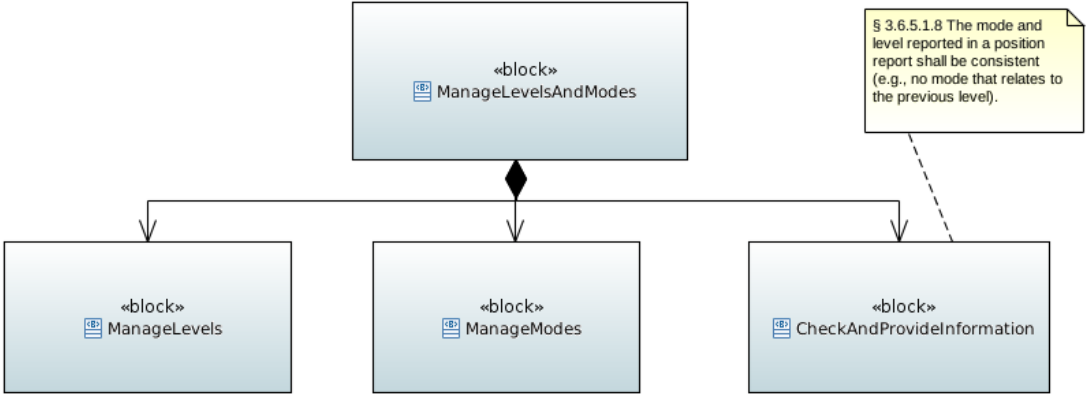 «block»
ManageLevelsAndModes
§ 3.6.5.1.8 The mode and
level reported in a position
report shall be consistent
(e.g., no mode that relates to
the previous level).
«block»
ManageLevels
«block»
ManageModes
«block»
CheckAndProvideInformation